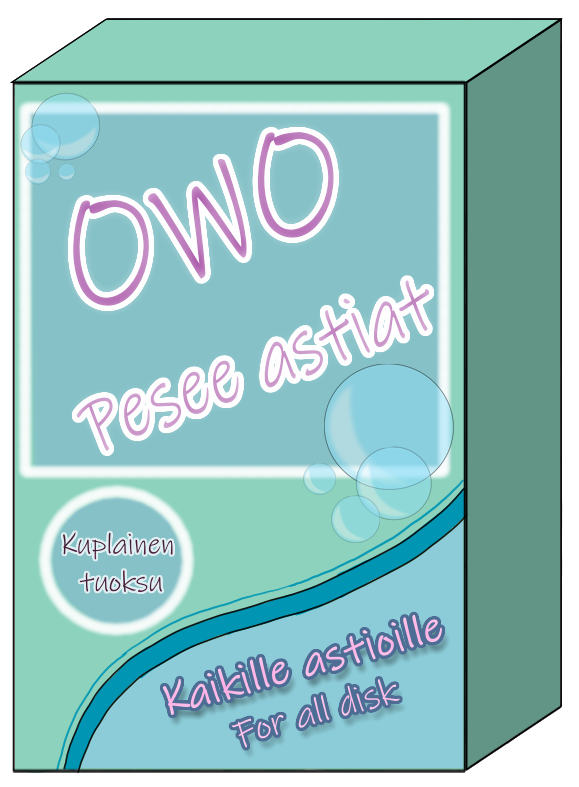 OWO
Pesee astiat
Kuplainen
tuoksu
Kaikille astioille
For all disk